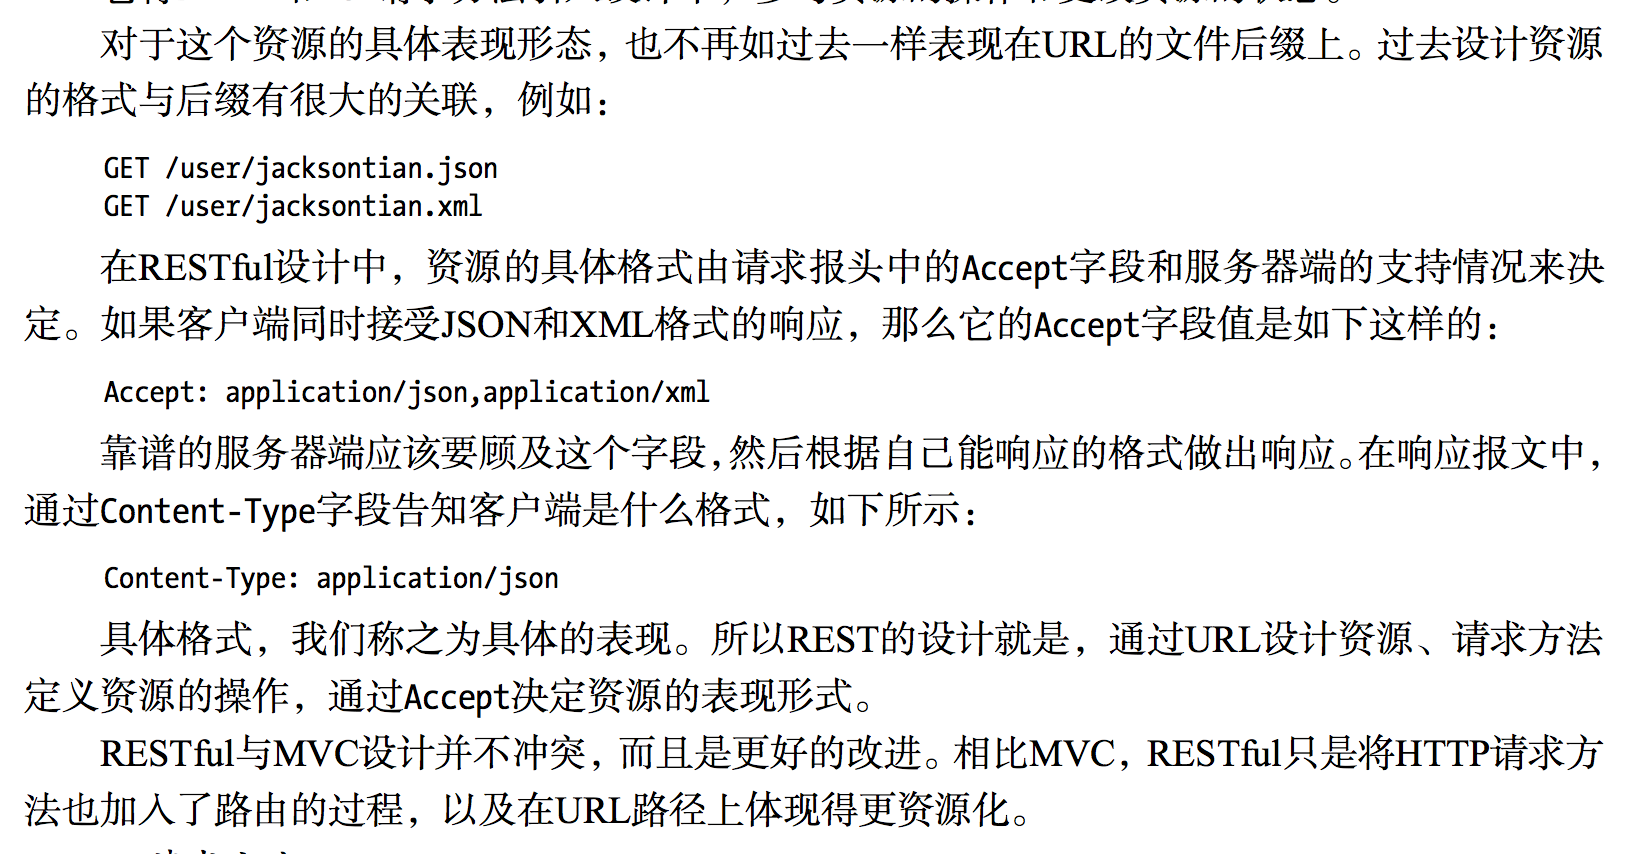 对于这个资源的具体表现形态，也不再如过去一样表现在URL的文件后缀上。过去设计资源
的格式与后缀有很大的关联，例如：
GET /user/jacksontian.json
GET /user/jacksontian.xml
在RESTful设计中，资源的具体格式由请求报头中的Accept字段和服务器端的支持情况来决
定。如果客户端同时接受JSON和XML格式的响应，那么它的Accept字段值是如下这样的：
Accept: application/json,application/xml
靠谱的服务器端应该要顾及这个字段，然后根据自己能响应的格式做出响应。在响应报文中，
通过Content-Type字段告知客户端是什么格式，如下所示：
Content-Type: application/json
具体格式，我们称之为具体的表现。所以REST的设计就是，通过URL设计资源、请求方法
定义资源的操作，通过Accept决定资源的表现形式。
RESTful与MVC设计并不冲突，而且是更好的改进。相比MVC，RESTful只是将HTTP请求方
法也加入了路由的过程，以及在URL路径上体现得更资源化。